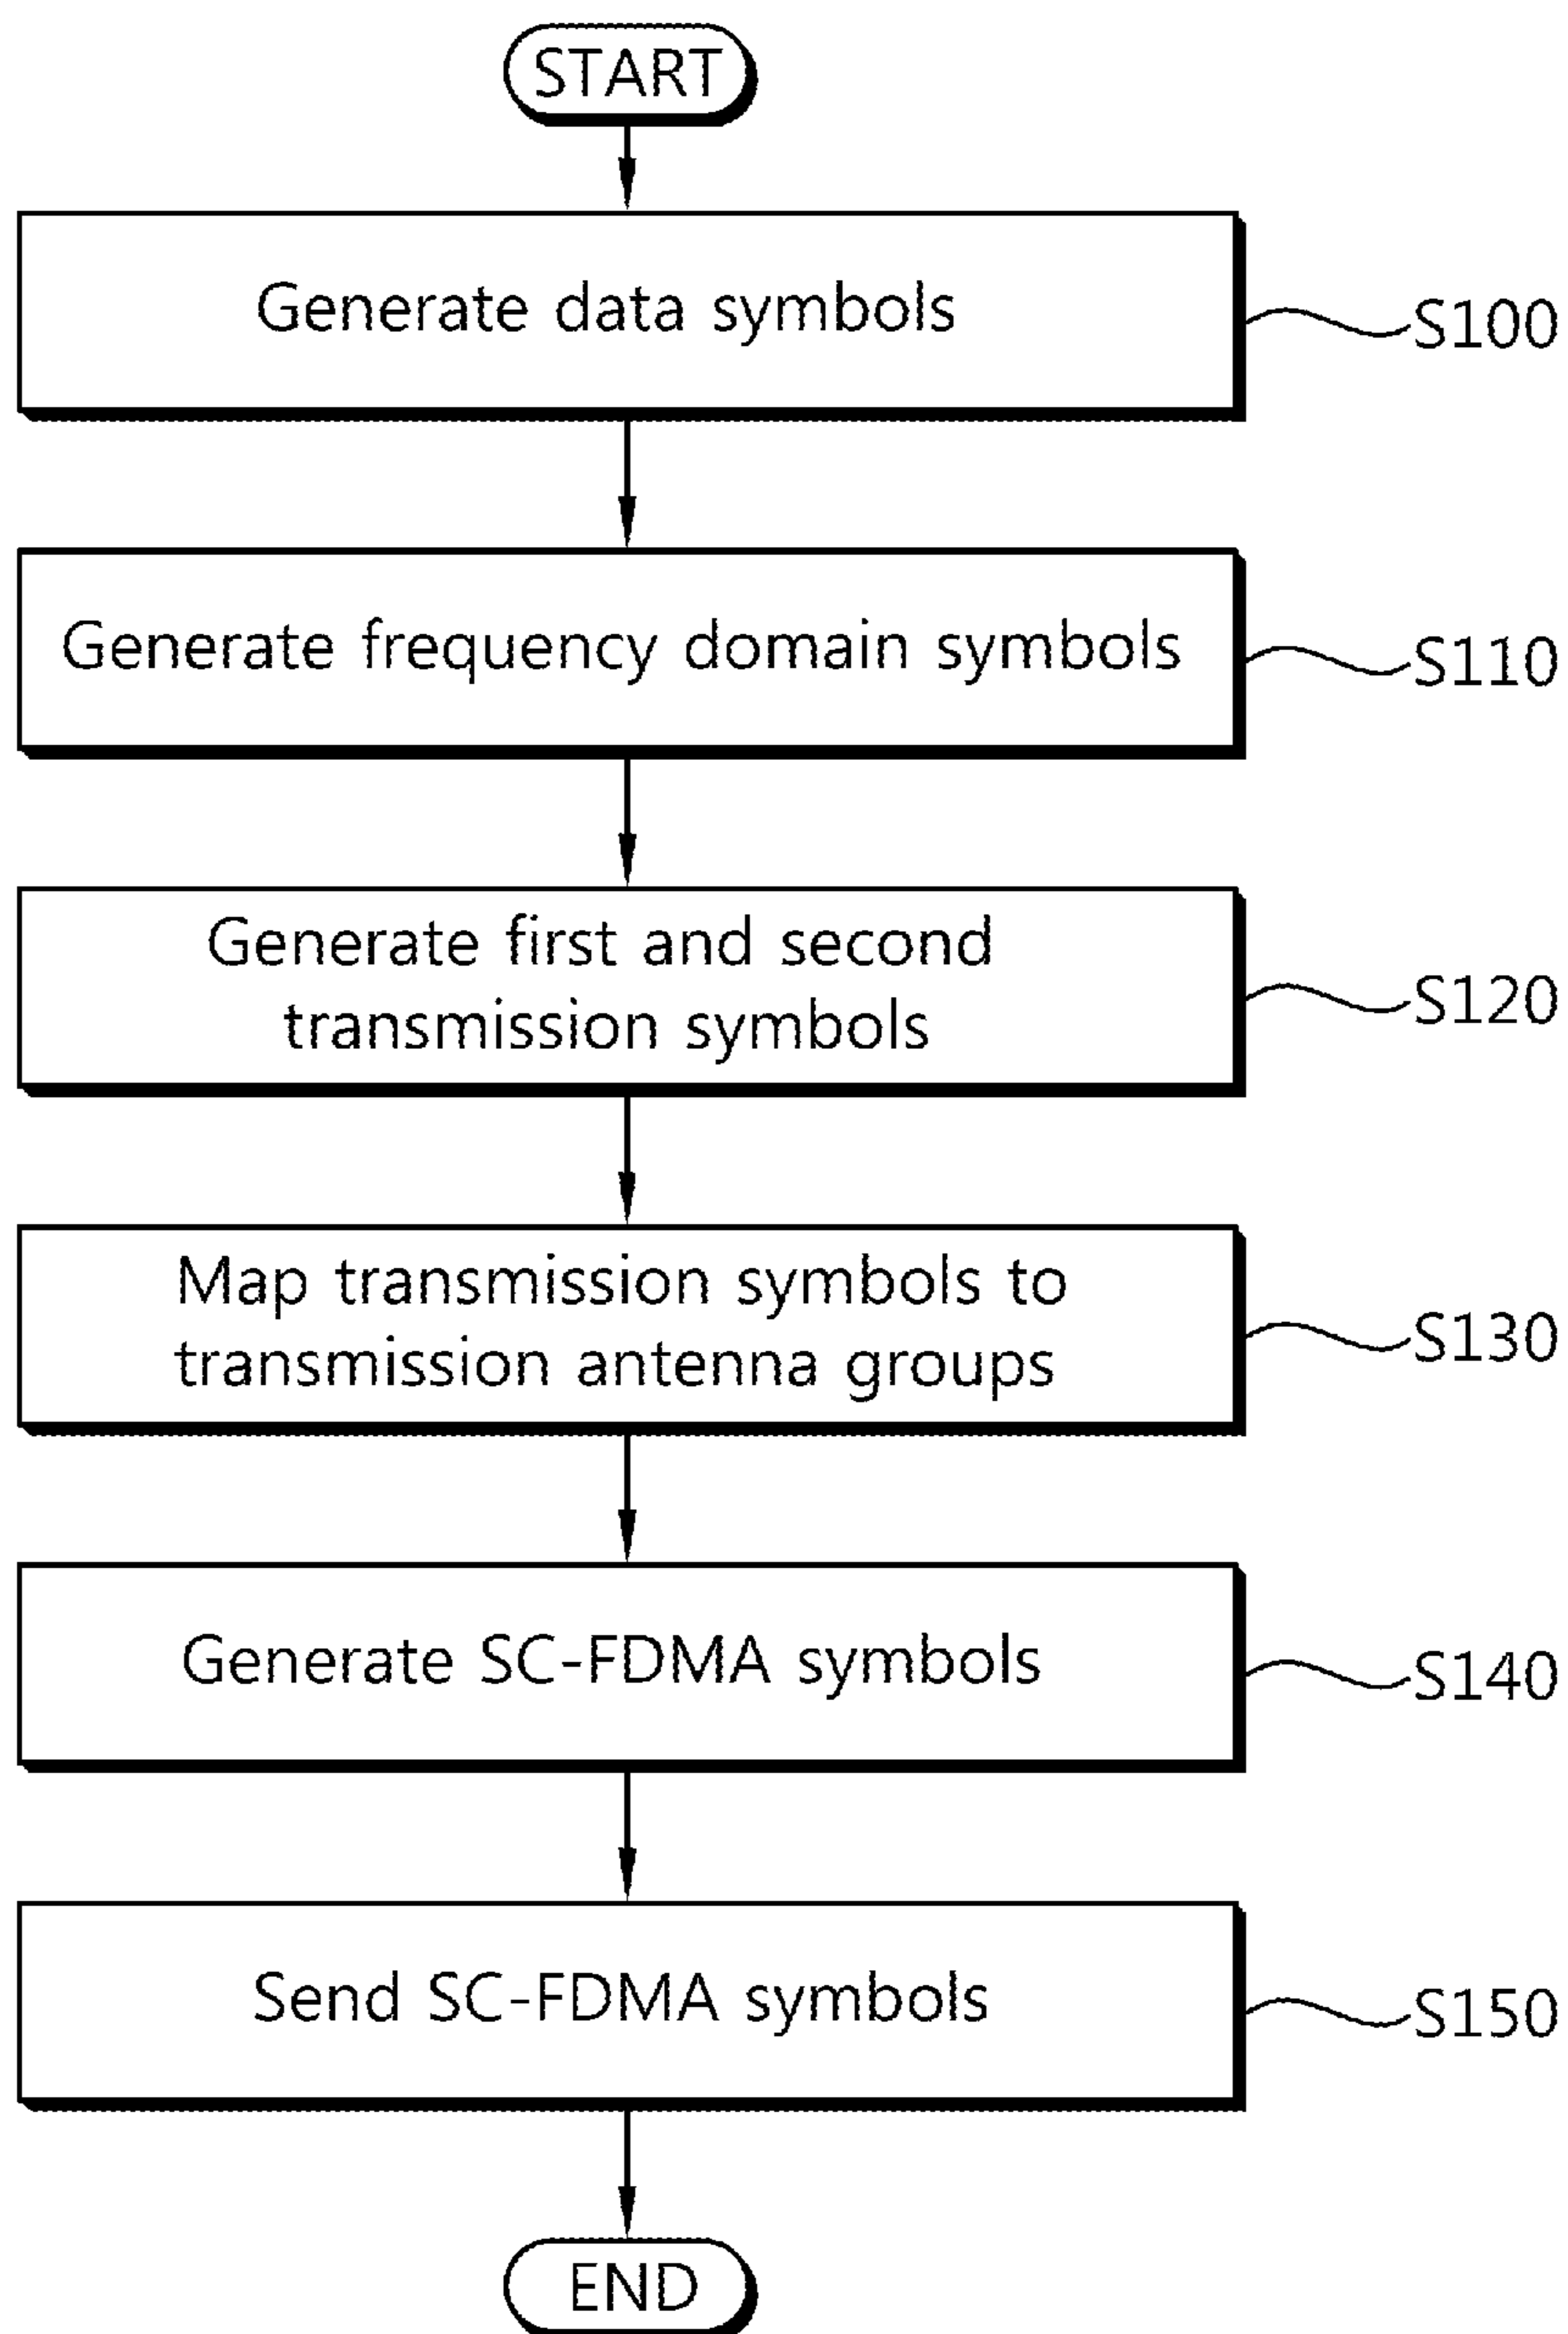 START
Generate data symbols
S100
Generate frequency domain symbols
S110
Generate first and second
transmission symbols
S120
Map transmission symbols to
transmission antenna groups
S130
Generate SC-FDMA symbols
S140
Send SC-FDMA symbols
S150
END